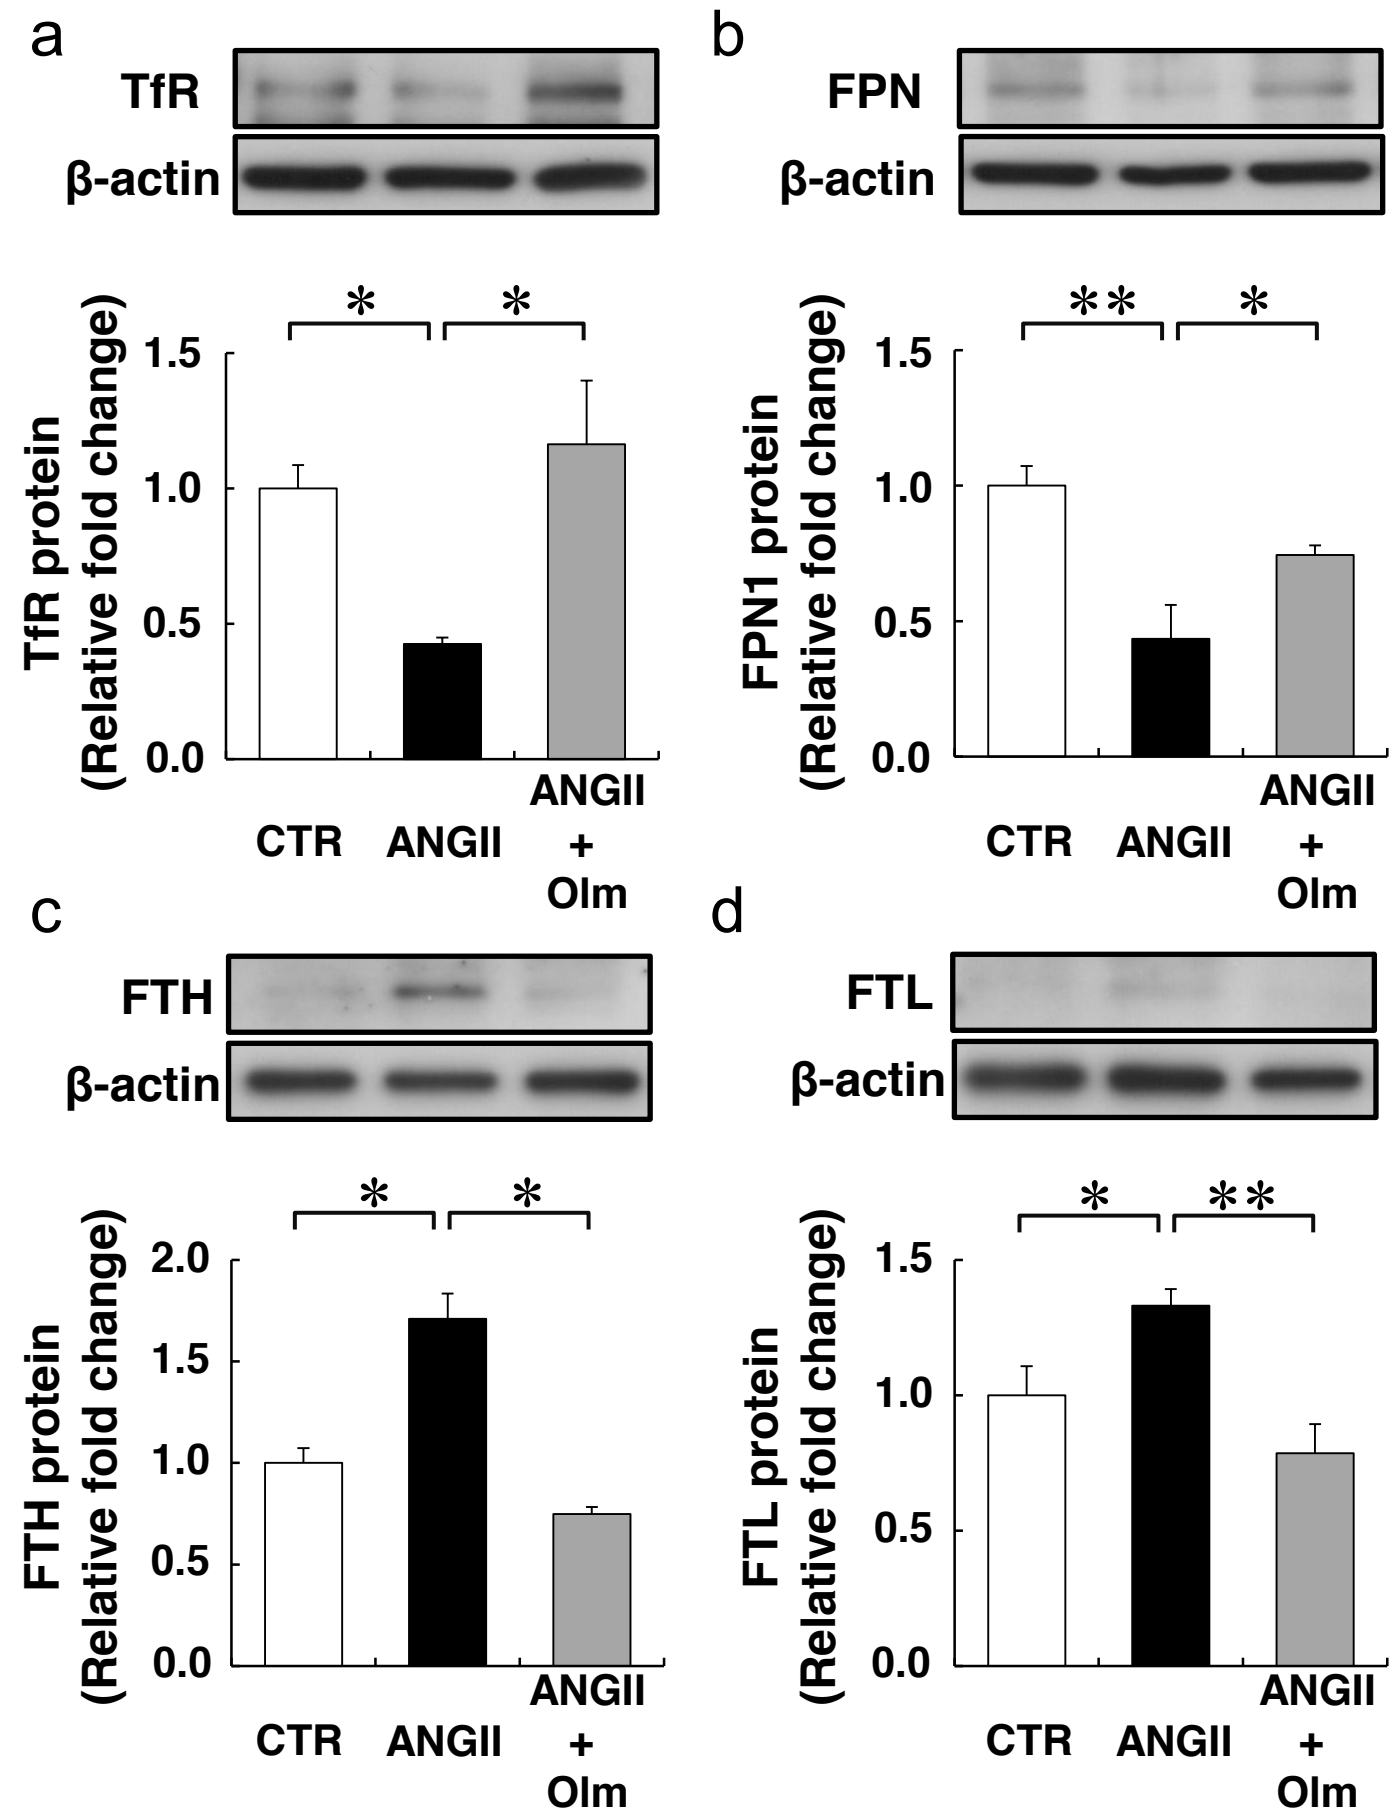 a
TfR
β-actin
* *
TfR protein
(Relative fold change)
1.5
1.0
0.5
0.0
CTR ANGII ANGII
+
Olm
b
FPN
β-actin
** *
FPN1 protein
(Relative fold change)
1.5
1.0
0.5
0.0
CTR ANGII ANGII
+
Olm
c
FTH
β-actin
* *
FTH protein
(Relative fold change)
2.0
1.5
1.0
0.5
0.0
CTR ANGII ANGII
+
Olm
d
FTL
β-actin
* **
FTL protein
(Relative fold change)
1.5
1.0
0.5
0.0
CTR ANGII ANGII
+
Olm